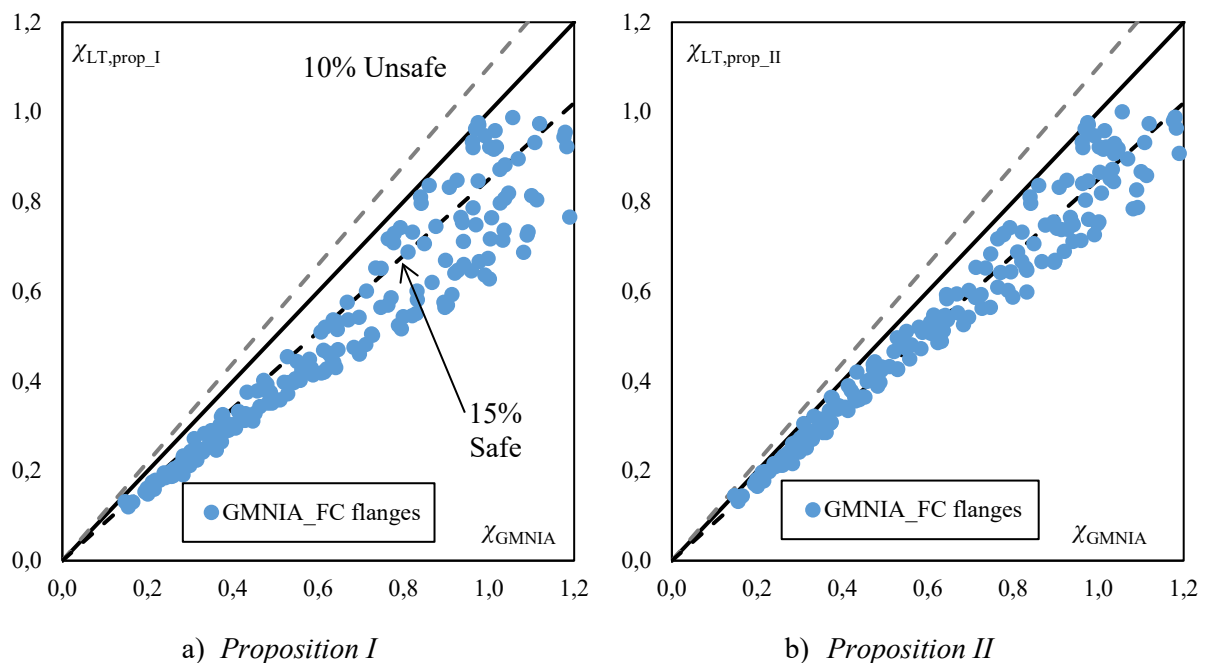 1,2
χLT,prop_I
10% Unsafe
1,0
0,8
0,6
0,4
15%
Safe
0,2
GMNIA_FC flanges
χGMNIA
0,0
0,0 0,2 0,4 0,6 0,8 1,0 1,2
a) Proposition I
1,2
χLT,prop_II
1,0
0,8
0,6
0,4
0,2
GMNIA_FC flanges
χGMNIA
0,0
0,0 0,2 0,4 0,6 0,8 1,0 1,2
b) Proposition II